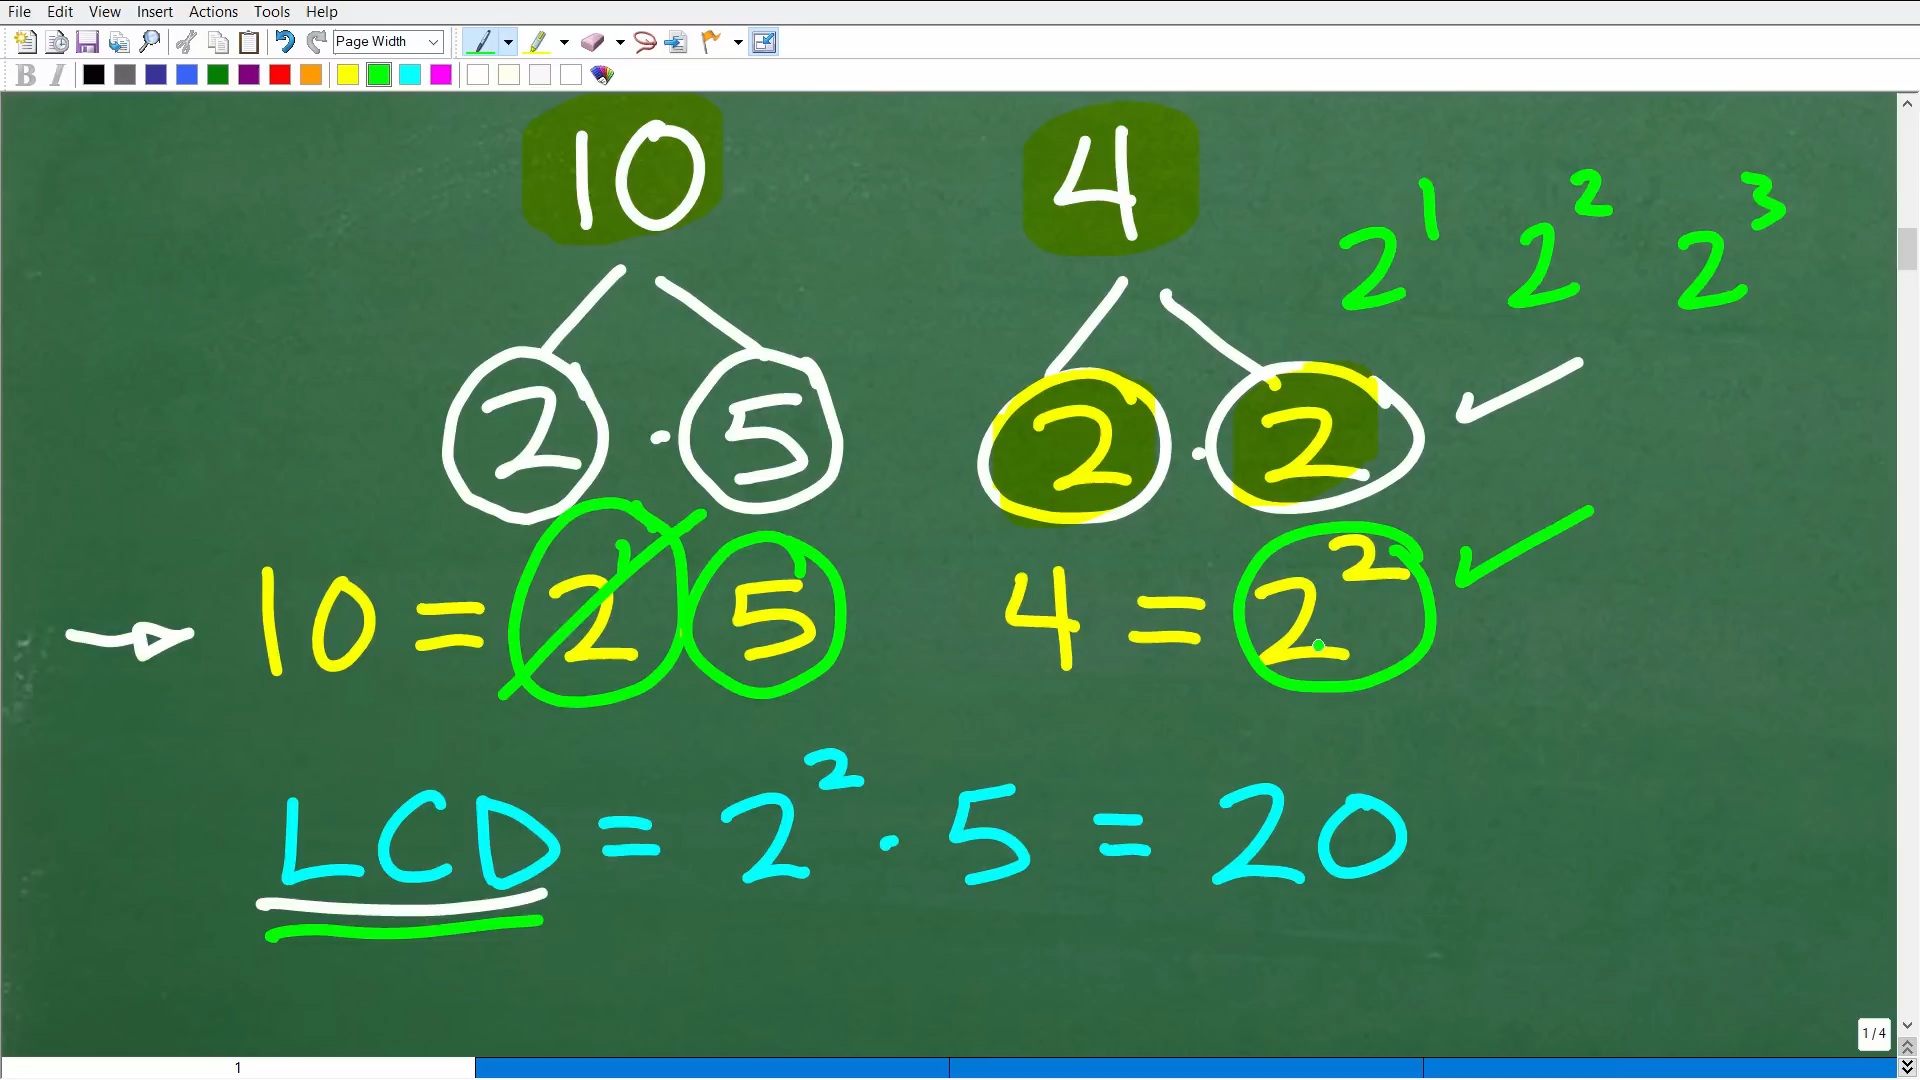 File Edit View Insert Actions Tools Help
Page Width
B I
10 4 2¹ 2² 2³
2 · 5 2 · 2
10 = 2¹ 5 4 = 2²
LCD = 2² · 5 = 20
1 / 4
1